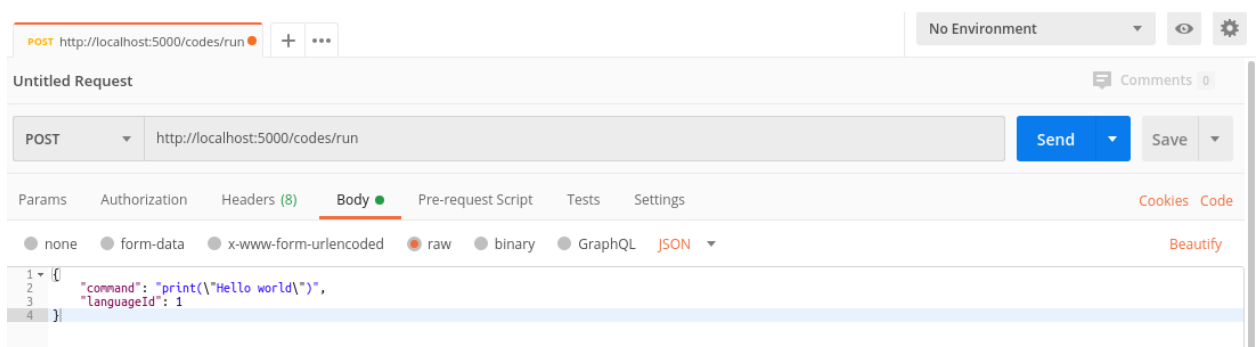 POST http://localhost:5000/codes/run + ••• No Environment
Untitled Request Comments 0
POST http://localhost:5000/codes/run Send Save
Params Authorization Headers (8) Body Pre-request Script Tests Settings Cookies Code
none form-data x-www-form-urlencoded raw binary GraphQL JSON Beautify
1 {
2 "command": "print(\"Hello world\")",
3 "languageId": 1
4 }